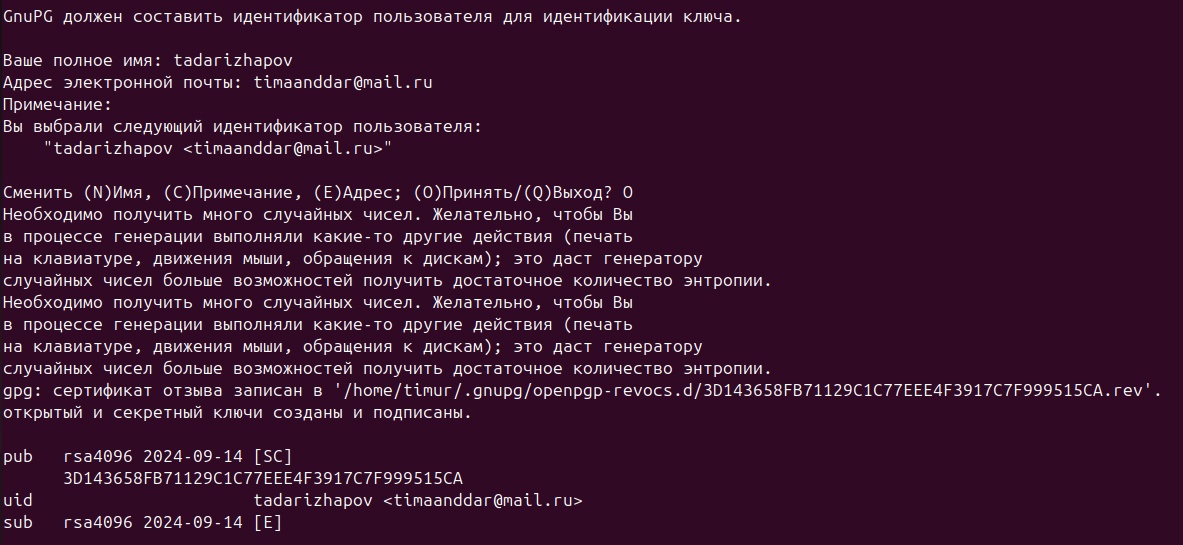 GnuPG должен составить идентификатор пользователя для идентификации ключа.
Ваше полное имя: tadarizhapov
Адрес электронной почты: timaanddar@mail.ru
Примечание:
Вы выбрали следующий идентификатор пользователя:
"tadarizhapov <timaanddar@mail.ru>"
Сменить (N)Имя, (C)Примечание, (E)Адрес; (O)Принять/(Q)Выход? O
Необходимо получить много случайных чисел. Желательно, чтобы Вы
в процессе генерации выполняли какие-то другие действия (печать
на клавиатуре, движения мыши, обращения к дискам); это даст генератору
случайных чисел больше возможностей получить достаточное количество энтропии.
Необходимо получить много случайных чисел. Желательно, чтобы Вы
в процессе генерации выполняли какие-то другие действия (печать
на клавиатуре, движения мыши, обращения к дискам); это даст генератору
случайных чисел больше возможностей получить достаточное количество энтропии.
gpg: сертификат отзыва записан в '/home/timur/.gnupg/openpgp-revocs.d/3D143658FB71129C1C77EEE4F3917C7F999515CA.rev'.
открытый и секретный ключи созданы и подписаны.
pub   rsa4096 2024-09-14 [SC]
3D143658FB71129C1C77EEE4F3917C7F999515CA
uid                      tadarizhapov <timaanddar@mail.ru>
sub   rsa4096 2024-09-14 [E]